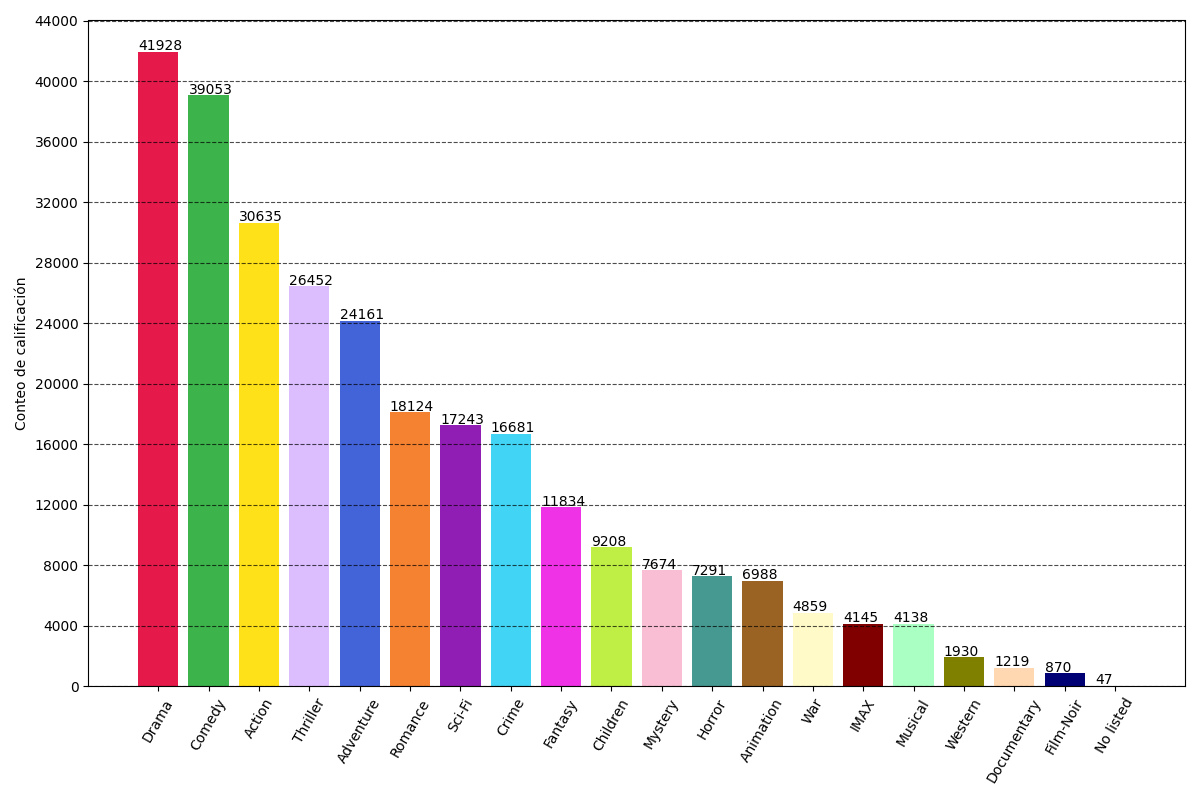 Conteo de calificación
44000
40000
36000
32000
28000
24000
20000
16000
12000
8000
4000
0
41928
39053
30635
26452
24161
18124
17243
16681
11834
9208
7674
7291
6988
4859
4145
4138
1930
1219
870
47
Drama
Comedy
Action
Thriller
Adventure
Romance
Sci-Fi
Crime
Fantasy
Children
Mystery
Horror
Animation
War
IMAX
Musical
Western
Documentary
Film-Noir
No listed